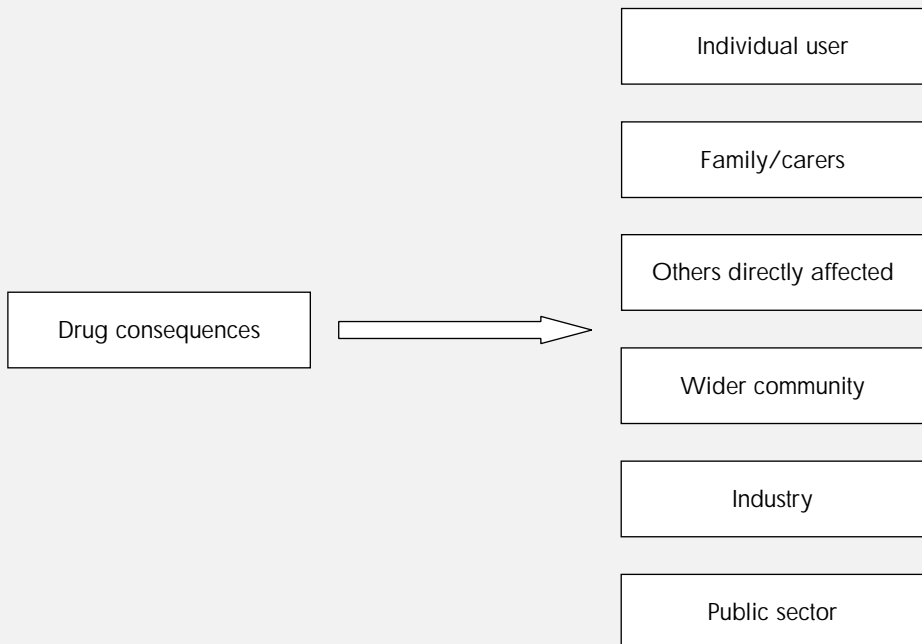 Individual user
Family/carers
Others directly affected
Drug consequences
Wider community
Industry
Public sector